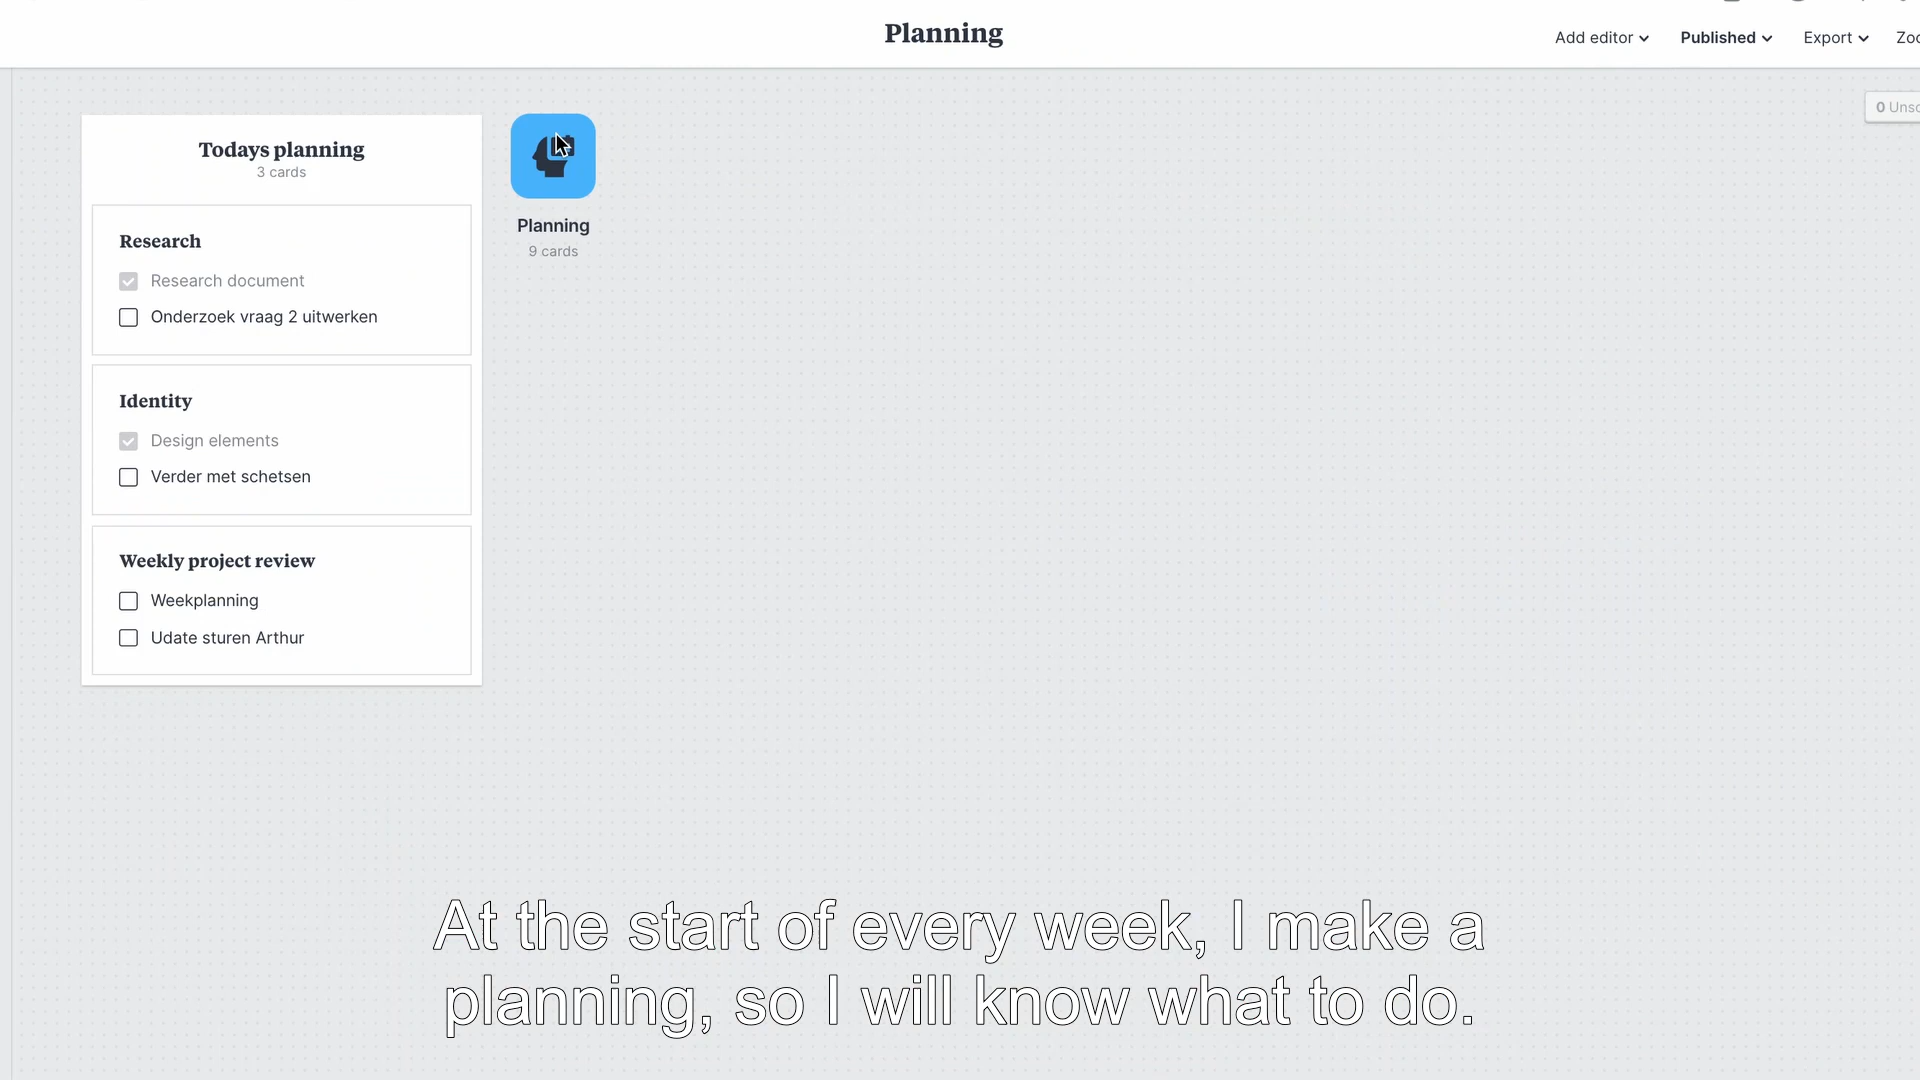 Planning
Add editor
Published
Export
0
Todays planning
3 cards
Research
Research document
Onderzoek vraag 2 uitwerken
Identity
Design elements
Verder met schetsen
Weekly project review
Weekplanning
Udate sturen Arthur
Planning
9 cards
At the start of every week, I make a
planning, so I will know what to do.